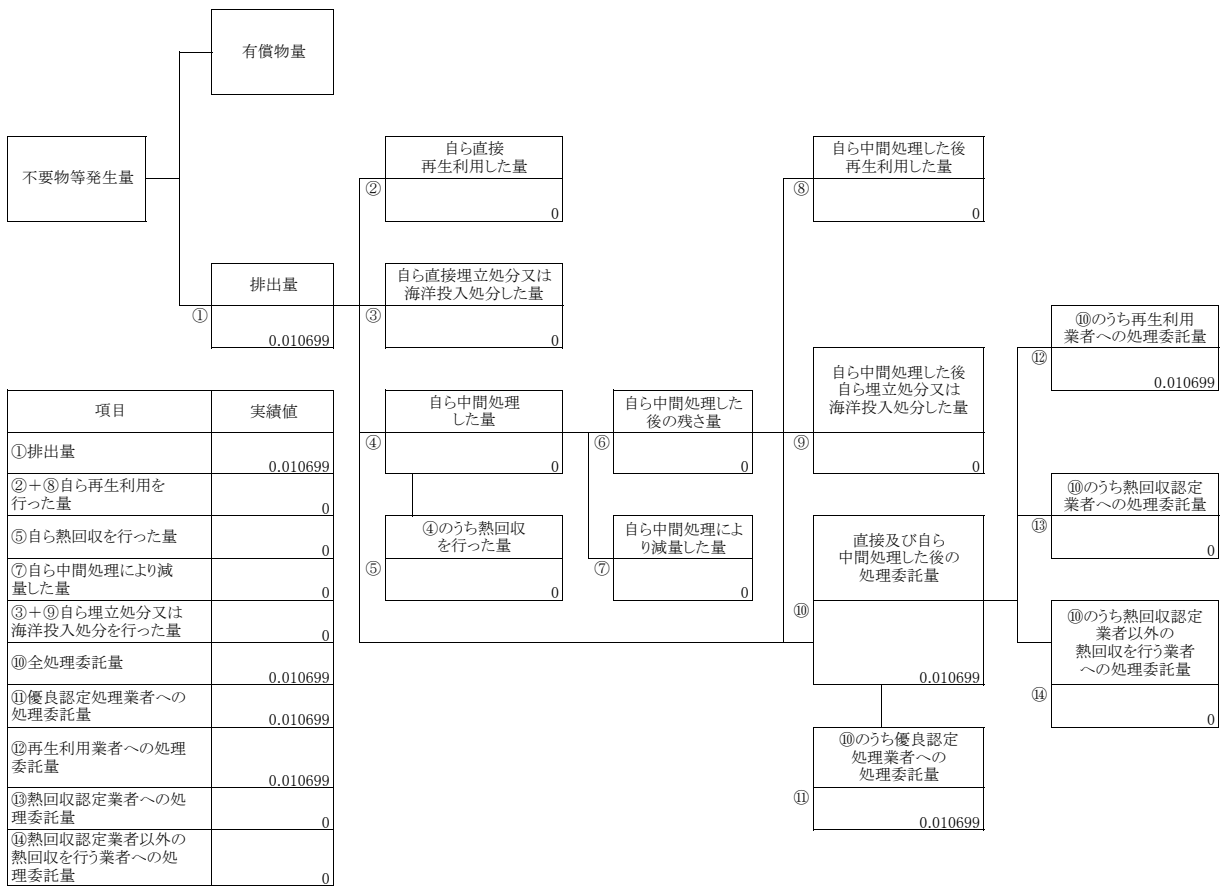 有償物量
不要物等発生量
自ら直接
再生利用した量
②
0
自ら中間処理した後
再生利用した量
⑧
0
排出量
①
0.010699
自ら直接埋立処分又は
海洋投入処分した量
③
0
⑩のうち再生利用
業者への処理委託量
⑫
0.010699
自ら中間処理
した量
④
0
自ら中間処理した
後の残さ量
⑥
0
自ら中間処理した後
自ら埋立処分又は
海洋投入処分した量
⑨
0
⑩のうち熱回収認定
業者への処理委託量
⑬
0
④のうち熱回収
を行った量
⑤
0
自ら中間処理によ
り減量した量
⑦
0
直接及び自ら
中間処理した後の
処理委託量
⑩
0.010699
⑩のうち熱回収認定
業者以外の
熱回収を行う業者
への処理委託量
⑭
0
⑩のうち優良認定
処理業者への
処理委託量
⑪
0.010699
項目 実績値
①排出量
0.010699
②＋⑧自ら再生利用を
行った量
0
⑤自ら熱回収を行った量
0
⑦自ら中間処理により減
量した量
0
③＋⑨自ら埋立処分又は
海洋投入処分を行った量
0
⑩全処理委託量
0.010699
⑪優良認定処理業者への
処理委託量
0.010699
⑫再生利用業者への処理
委託量
0.010699
⑬熱回収認定業者への処
理委託量
0
⑭熱回収認定業者以外の
熱回収を行う業者への処
理委託量
0